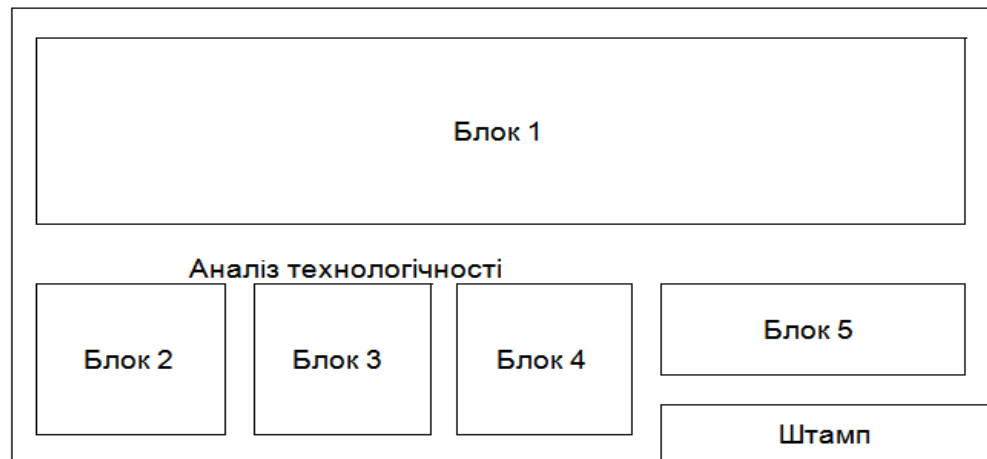 Блок 1
Аналіз технологічності
Блок 2
Блок 3
Блок 4
Блок 5
Штамп